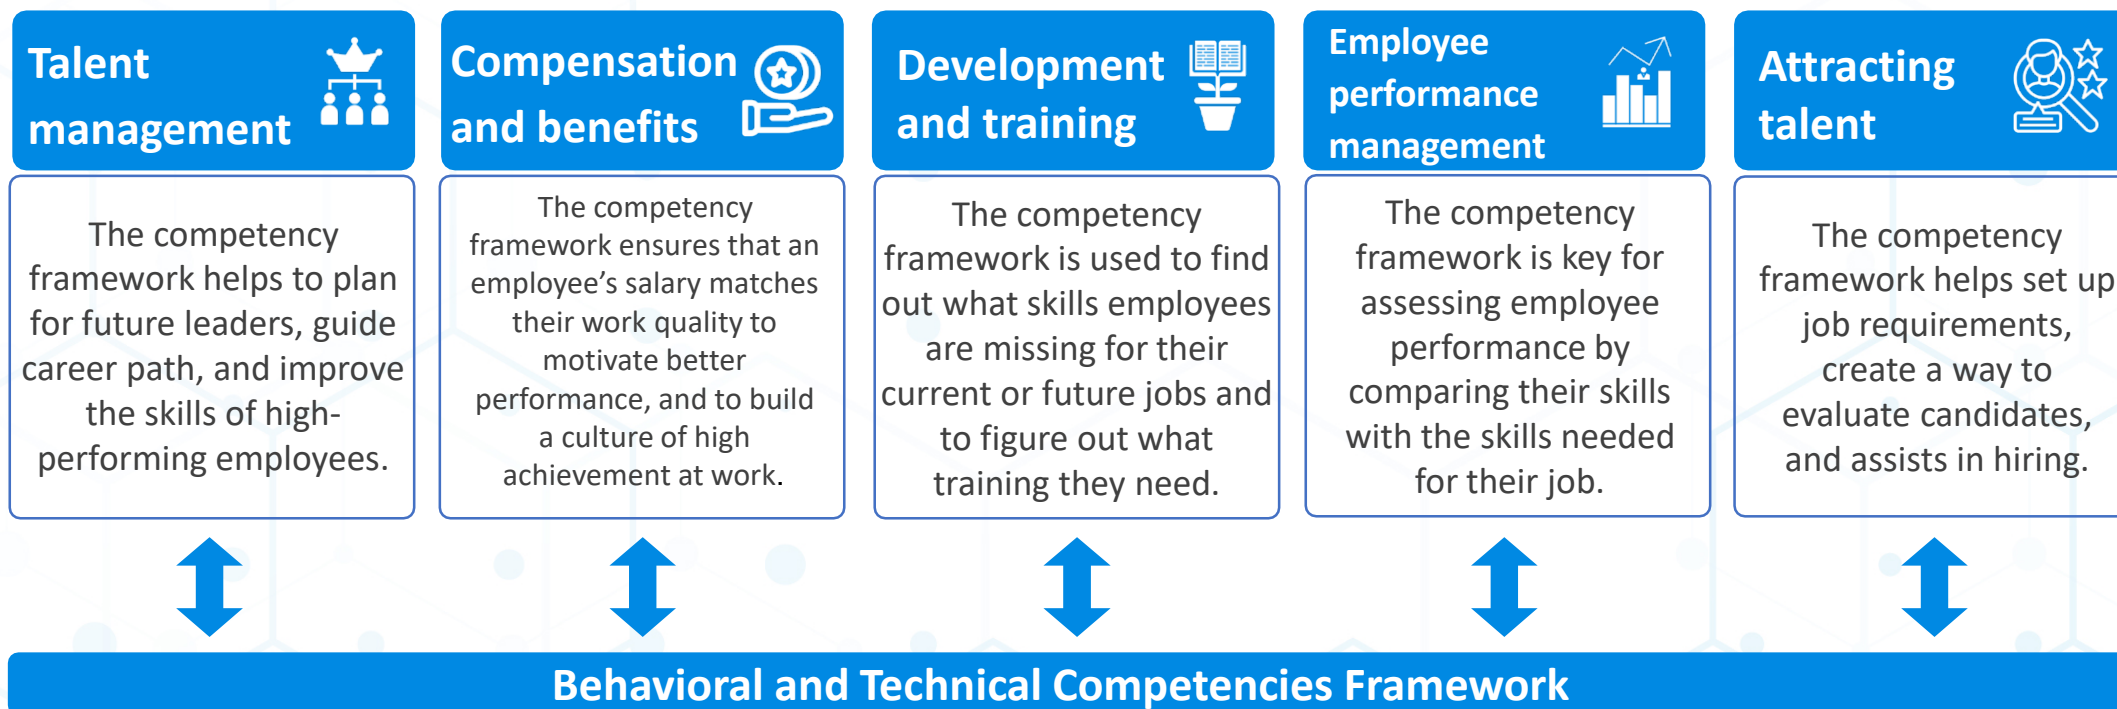 Talent
management
The competency
framework helps to plan
for future leaders, guide
career path, and improve
the skills of high-
performing employees.
Compensation
and benefits
The competency
framework ensures that an
employee’s salary matches
their work quality to
motivate better
performance, and to build
a culture of high
achievement at work.
Development
and training
The competency
framework is used to find
out what skills employees
are missing for their
current or future jobs and
to figure out what
training they need.
Employee
performance
management
The competency
framework is key for
assessing employee
performance by
comparing their skills
with the skills needed
for their job.
Attracting
talent
The competency
framework helps set up
job requirements,
create a way to
evaluate candidates,
and assists in hiring.
Behavioral and Technical Competencies Framework